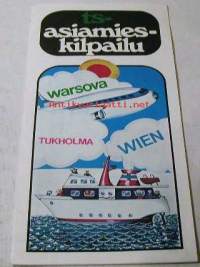 ts-
asiamies-
kilpailu
Warsova
TUKHOLMA
WIEN